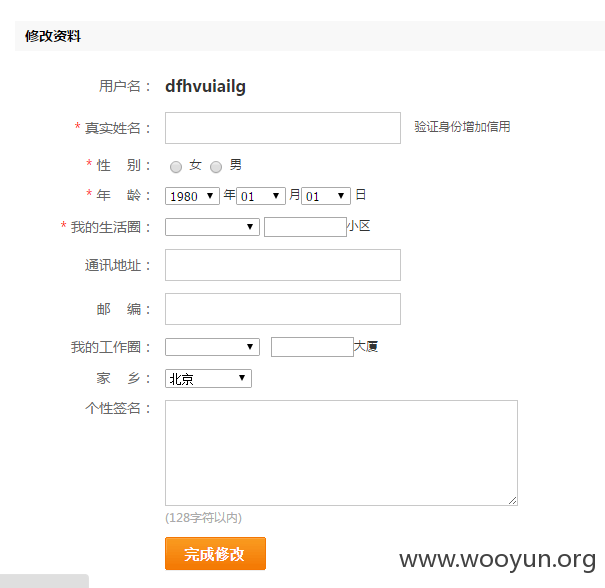 修改资料
用户名： dfhvuiailg
* 真实姓名： 验证身份增加信用
* 性 别： 女 男
* 年 龄： 1980 年 01 月 01 日
* 我的生活圈： 小区
通讯地址：
邮 编：
我的工作圈： 大厦
家 乡： 北京
个性签名：
(128字符以内)
完成修改
www.wooyun.org